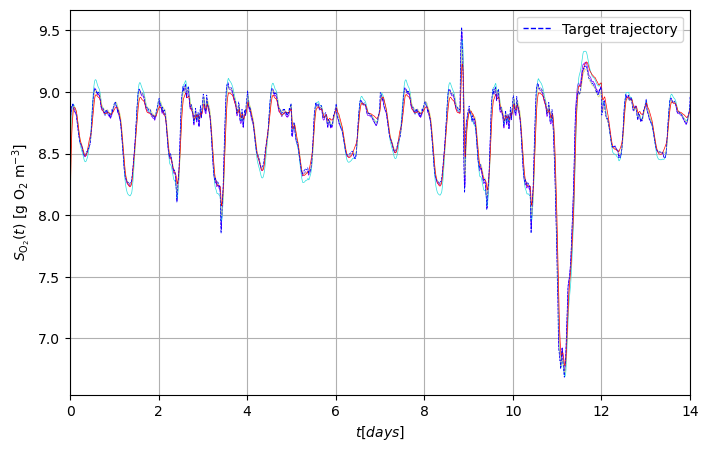 9.5
9.0
8.5
8.0
7.5
7.0
S_{O_2}(t) [g O_2 m^{-3}]
Target trajectory
0 2 4 6 8 10 12 14
t[days]